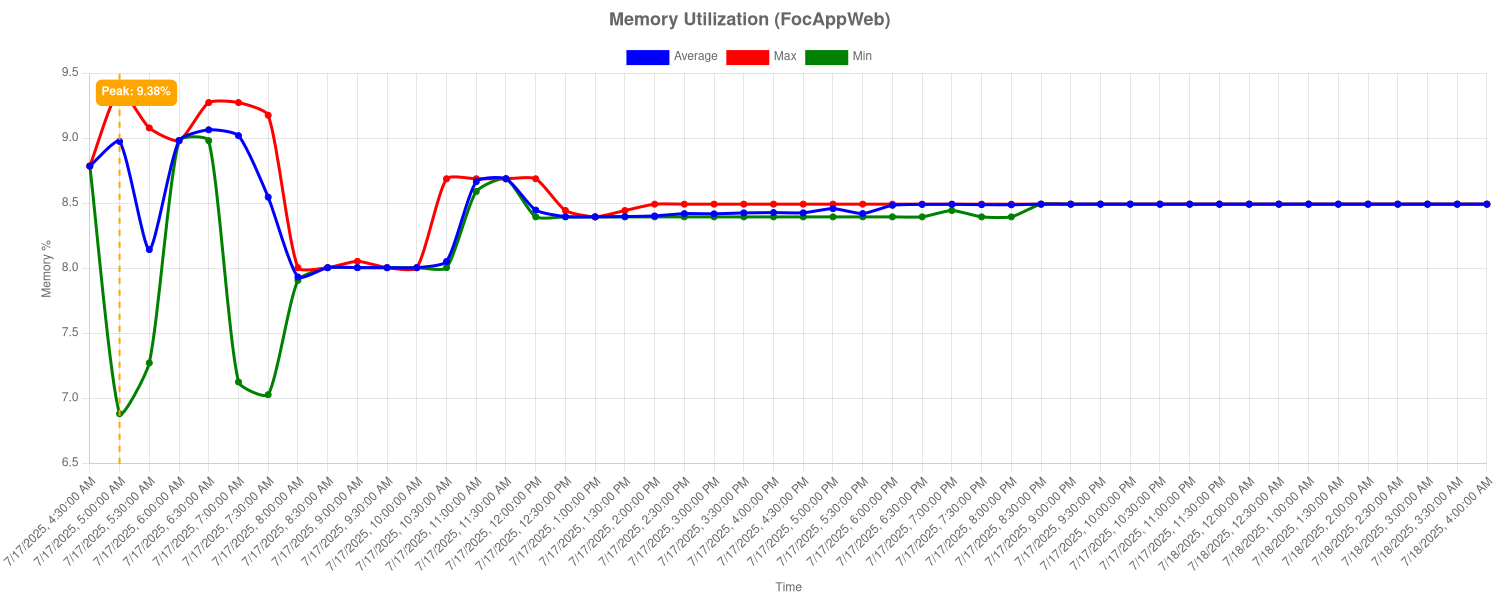 Memory Utilization (FocAppWeb)
Average Max Min
Peak: 9.38%
9.5
9.0
8.5
8.0
7.5
7.0
6.5
Memory %
7/17/2025, 4:30:00 AM
7/17/2025, 5:00:00 AM
7/17/2025, 5:30:00 AM
7/17/2025, 6:00:00 AM
7/17/2025, 6:30:00 AM
7/17/2025, 7:00:00 AM
7/17/2025, 7:30:00 AM
7/17/2025, 8:00:00 AM
7/17/2025, 8:30:00 AM
7/17/2025, 9:00:00 AM
7/17/2025, 9:30:00 AM
7/17/2025, 10:00:00 AM
7/17/2025, 10:30:00 AM
7/17/2025, 11:00:00 AM
7/17/2025, 11:30:00 AM
7/17/2025, 12:00:00 PM
7/17/2025, 12:30:00 PM
7/17/2025, 1:00:00 PM
7/17/2025, 1:30:00 PM
7/17/2025, 2:00:00 PM
7/17/2025, 2:30:00 PM
7/17/2025, 3:00:00 PM
7/17/2025, 3:30:00 PM
7/17/2025, 4:00:00 PM
7/17/2025, 4:30:00 PM
7/17/2025, 5:00:00 PM
7/17/2025, 5:30:00 PM
7/17/2025, 6:00:00 PM
7/17/2025, 6:30:00 PM
7/17/2025, 7:00:00 PM
7/17/2025, 7:30:00 PM
7/17/2025, 8:00:00 PM
7/17/2025, 8:30:00 PM
7/17/2025, 9:00:00 PM
7/17/2025, 9:30:00 PM
7/17/2025, 10:00:00 PM
7/17/2025, 10:30:00 PM
7/17/2025, 11:00:00 PM
7/17/2025, 11:30:00 PM
7/18/2025, 12:00:00 AM
7/18/2025, 12:30:00 AM
7/18/2025, 1:00:00 AM
7/18/2025, 1:30:00 AM
7/18/2025, 2:00:00 AM
7/18/2025, 2:30:00 AM
7/18/2025, 3:00:00 AM
7/18/2025, 3:30:00 AM
7/18/2025, 4:00:00 AM
Time